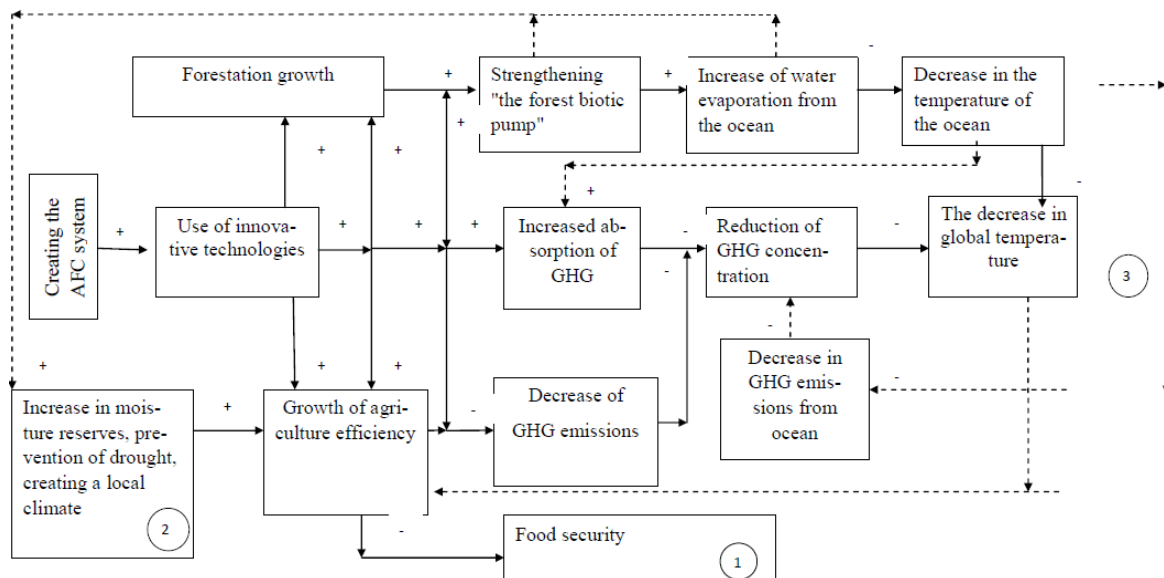 Forestation growth
Strengthening
"the forest biotic
pump"
Increase of water
evaporation from
the ocean
Decrease in the
temperature of
the ocean
+
+
-
+
+
+
Creating the
AFC system
+
Use of innova-
tive technologies
+
+
+
+
Increased ab-
sorption of
GHG
-
-
Reduction of
GHG concen-
tration
-
-
The decrease in
global tempera-
ture
3
+
Increase in mois-
ture reserves, pre-
vention of drought,
creating a local
climate
2
+
+
+
Growth of agri-
culture efficiency
-
Decrease of
GHG emissions
-
Decrease in
GHG emis-
sions from
ocean
-
-
Food security
1